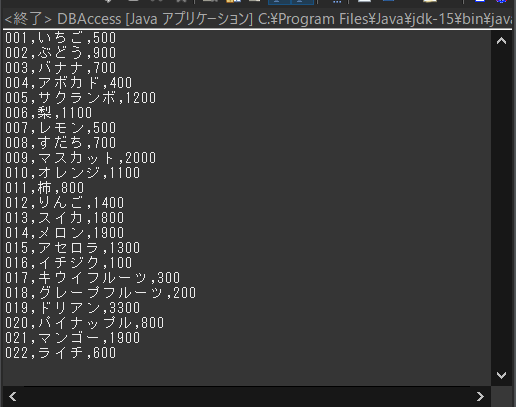 <終了> DBAccess [Java アプリケーション] C:¥Program Files¥Java¥jdk-15¥bin¥java
001,いちご,500
002,ぶどう,900
003,バナナ,700
004,アボカド,400
005,サクランボ,1200
006,梨,1100
007,レモン,500
008,すだち,700
009,マスカット,2000
010,オレンジ,1100
011,柿,800
012,りんご,1400
013,スイカ,1800
014,メロン,1900
015,アセロラ,1300
016,イチジク,100
017,キウイフルーツ,300
018,グレープフルーツ,200
019,ドリアン,3300
020,パイナップル,800
021,マンゴー,1900
022,ライチ,600